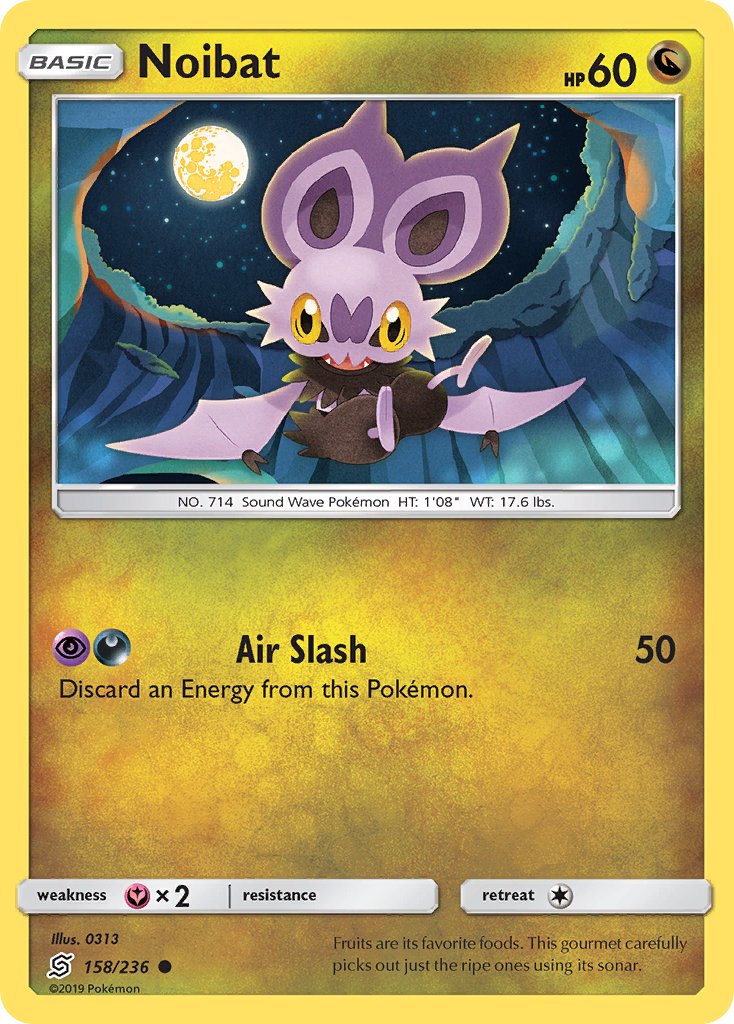 BASIC Noibat HP60
NO. 714 Sound Wave Pokémon HT: 1'08" WT: 17.6 lbs.
Air Slash 50
Discard an Energy from this Pokémon.
weakness × 2 resistance retreat
Illus. 0313
158/236
©2019 Pokémon
Fruits are its favorite foods. This gourmet carefully
picks out just the ripe ones using its sonar.